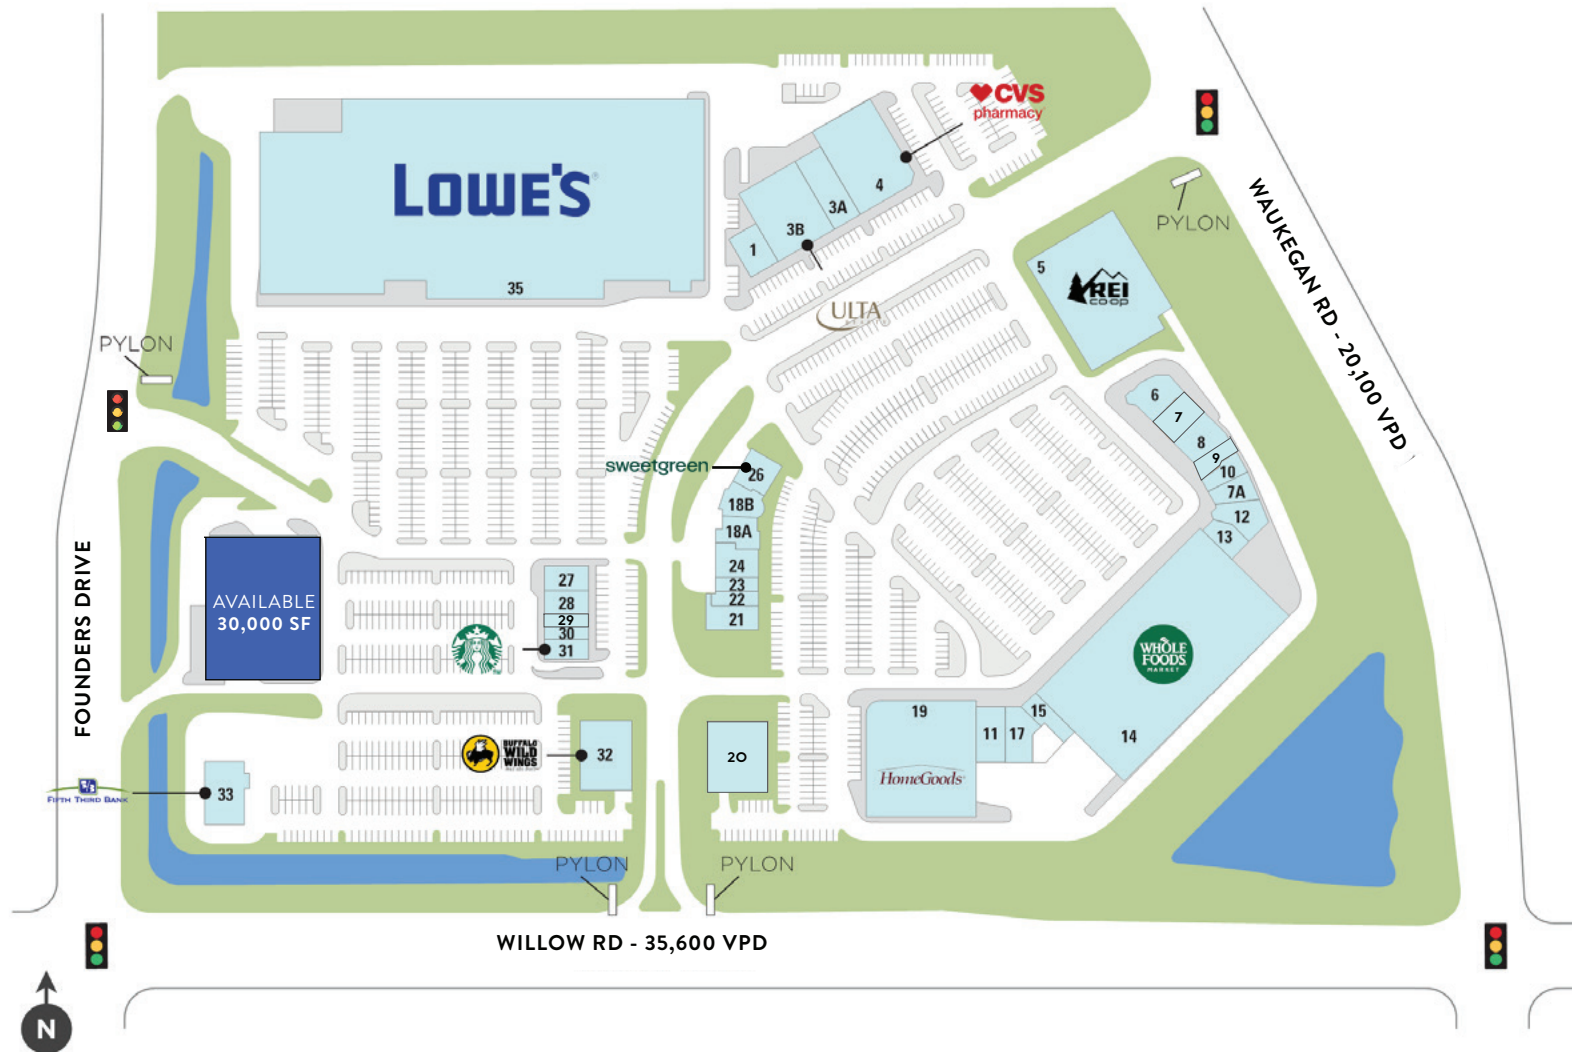 CVS
pharmacy
PYLON
WAUKEGAN RD - 20,100 VPD
LOWE'S
35
1
3B
3A
4
ULTA
5
REI
CO·OP
PYLON
6
7
8
9
10
7A
12
13
sweetgreen
26
18B
18A
24
23
22
21
FOUNDERS DRIVE
AVAILABLE
30,000 SF
27
28
29
30
31
WHOLE
FOODS
MARKET
14
15
19
11
17
HomeGoods
BUFFALO
WILD
WINGS
32
20
FIFTH THIRD BANK
33
PYLON
PYLON
WILLOW RD - 35,600 VPD
N